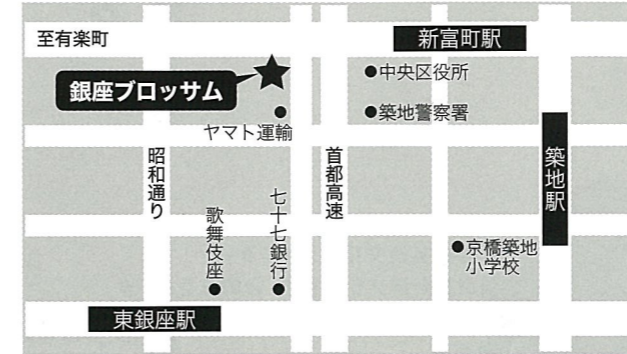 至有楽町
新富町駅
銀座ブロッサム
●中央区役所
●築地警察署
ヤマト運輸
昭和通り
首都高速
築地駅
歌舞伎座
七十七銀行
●京橋築地
小学校
東銀座駅